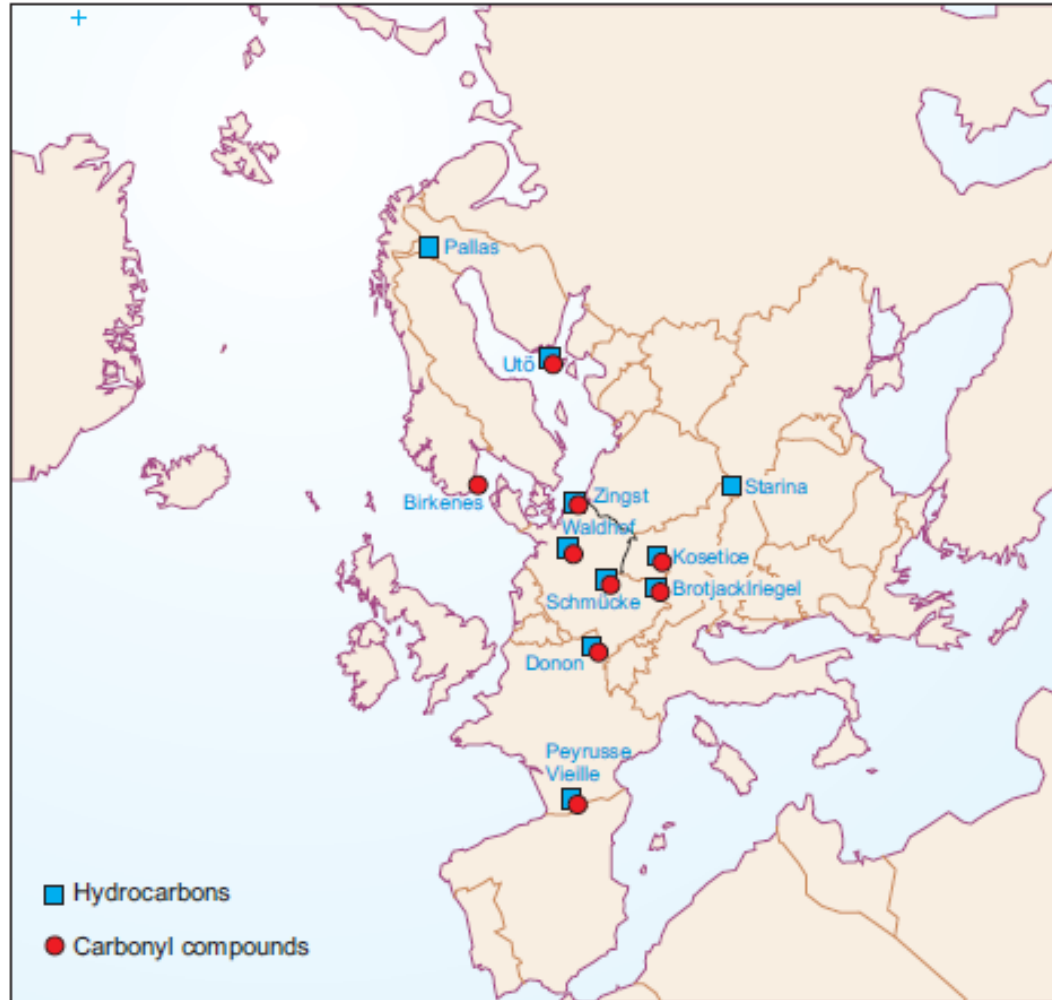 Pallas
Utö
Birkenes
Zingst
Starina
Waldhof
Kosetice
Schmücke
Brotjacklriegel
Donon
Peyrusse
Vieille
Hydrocarbons
Carbonyl compounds